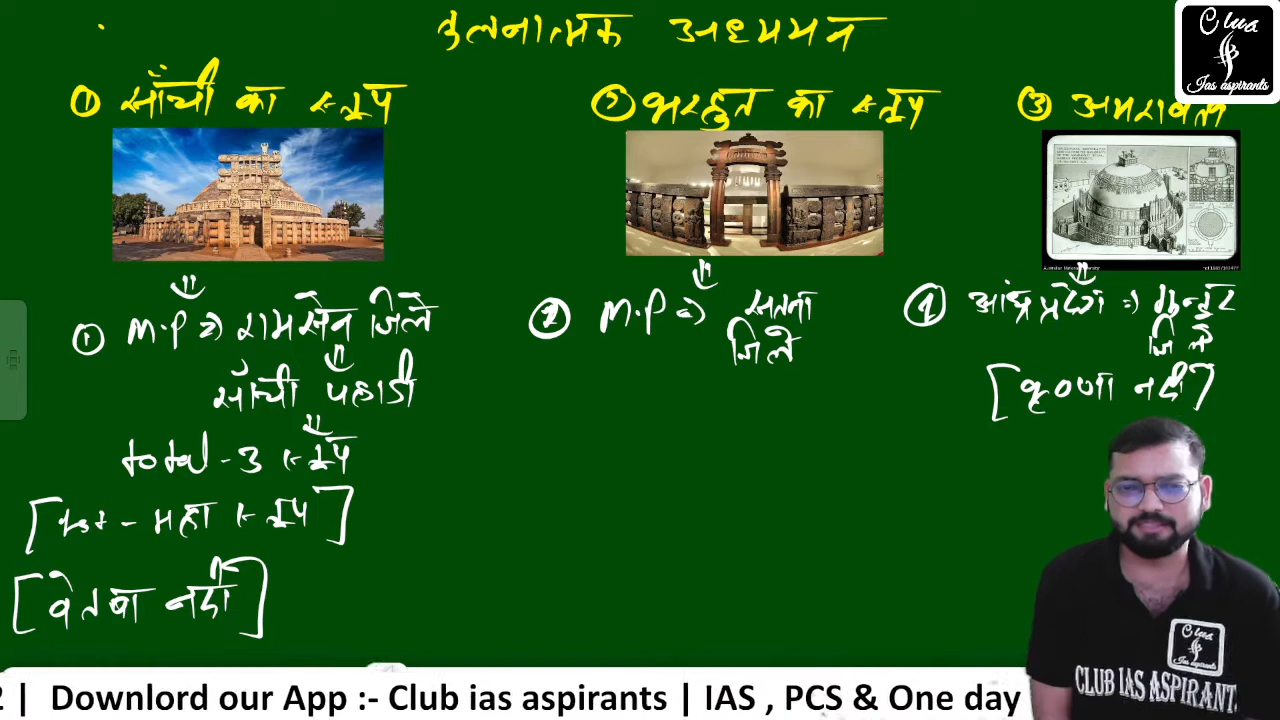 तुलनात्मक अध्ययन
① साँची का स्तूप
② भरहुत का स्तूप
③ अमरावती
Club
Ias aspirants
① M.P ⇒ रायसेन जिले
साँची पहाडी
total - 3 स्तूप
[1st - महा स्तूप]
[वेतबा नदी]
② M.P ⇒ सतना
जिले
④ आंध्र प्रदेश ⇒ गुन्टुर
जिले
[कृष्णा नदी]
CLUB IAS ASPIRANT
2 | Downlord our App :- Club ias aspirants | IAS , PCS & One day